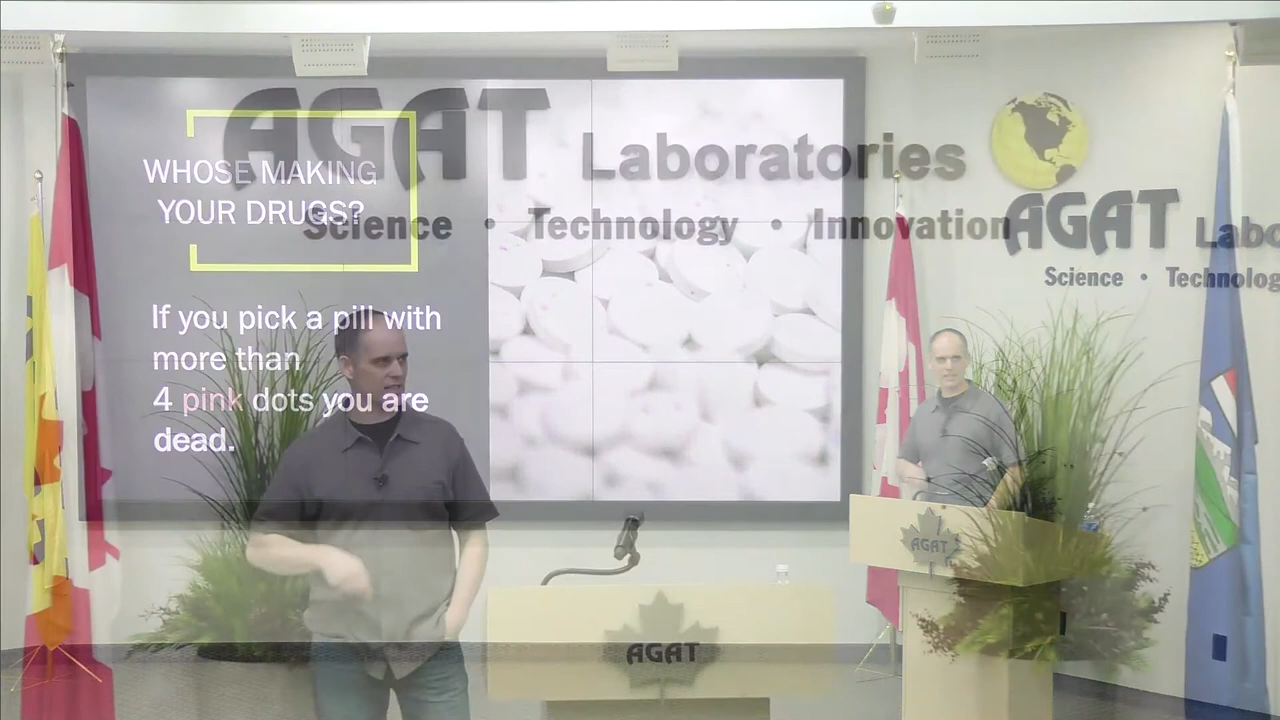 AGAT Laboratories
Science • Technology • Innovation
WHOSE MAKING
YOUR DRUGS?
If you pick a pill with
more than
4 pink dots you are
dead.
AGAT Labo
Science • Technolog
AGAT
AGAT